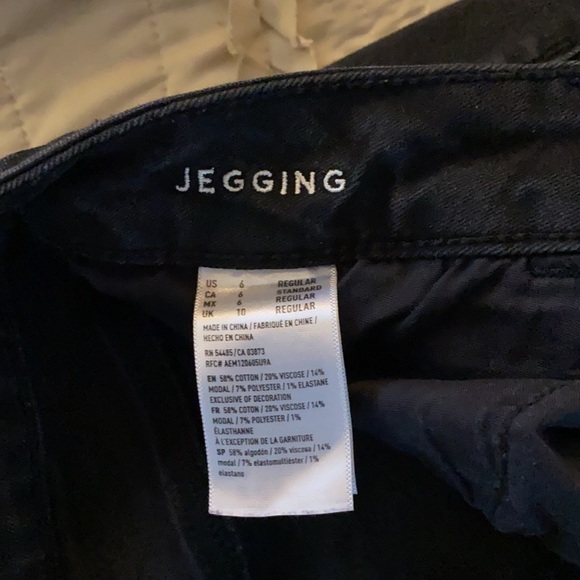 JEGGING
US 6 REGULAR
CA 6 STANDARD
MX 6 REGULAR
UK 10 REGULAR
MADE IN CHINA / FABRIQUÉ EN CHINE /
HECHO EN CHINA
RN 54485 / CA 03873
RFC# AEM120605U9A
EN 58% COTTON / 20% VISCOSE / 14%
MODAL / 7% POLYESTER / 1% ELASTANE
EXCLUSIVE OF DECORATION
FR 58% COTON / 20% VISCOSE / 14%
MODAL / 7% POLYESTER / 1%
ÉLASTHANNE
À L'EXCEPTION DE LA GARNITURE
SP 58% algodón / 20% viscosa / 14%
modal / 7% elastomultiéster / 1%